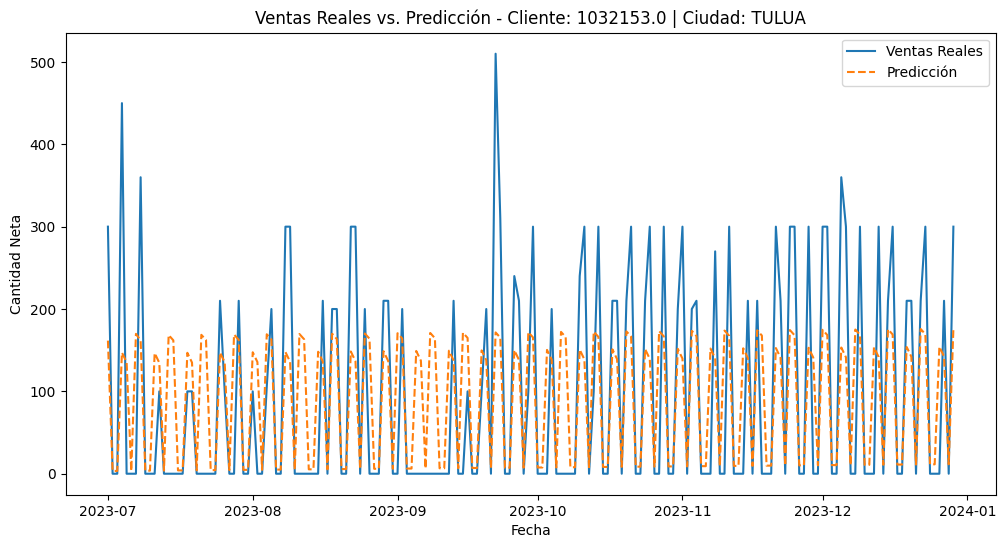 Ventas Reales vs. Predicción - Cliente: 1032153.0 | Ciudad: TULUA
Ventas Reales
Predicción
Cantidad Neta
500
400
300
200
100
0
2023-07
2023-08
2023-09
2023-10
2023-11
2023-12
2024-01
Fecha